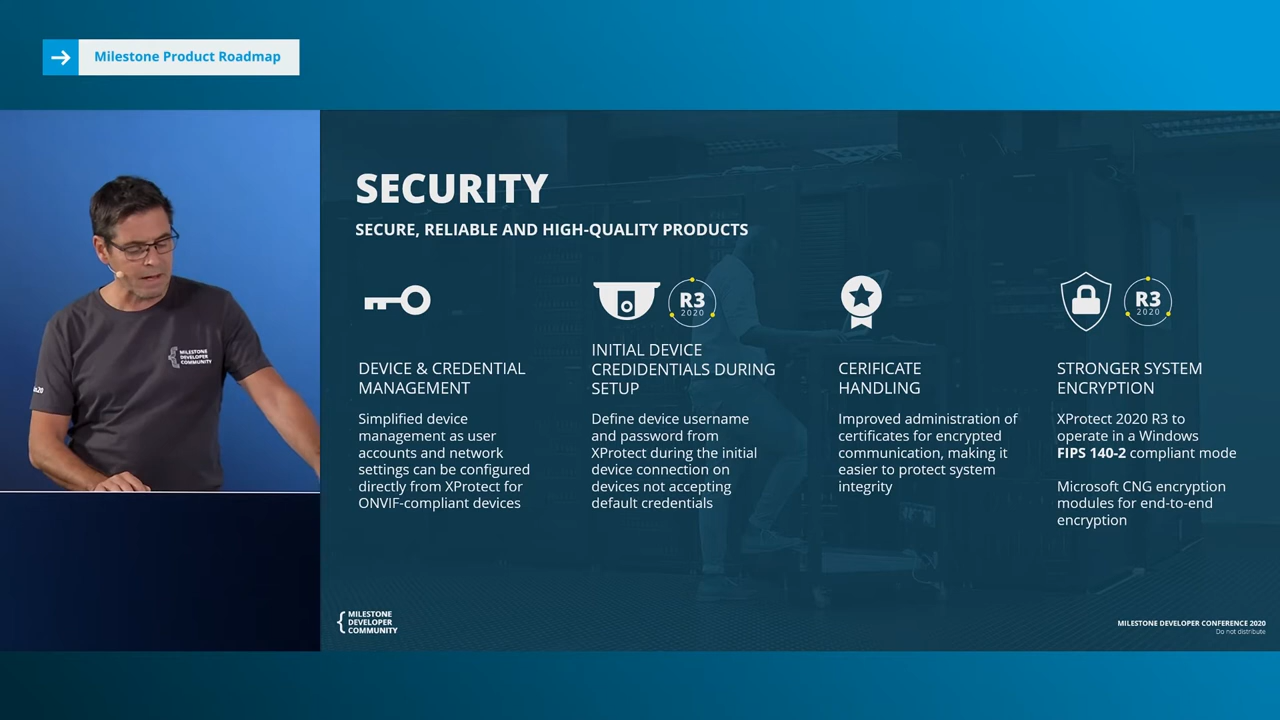 Milestone Product Roadmap
SECURITY
SECURE, RELIABLE AND HIGH-QUALITY PRODUCTS
DEVICE & CREDENTIAL
MANAGEMENT
Simplified device
management as user
accounts and network
settings can be configured
directly from XProtect for
ONVIF-compliant devices
R3
2020
INITIAL DEVICE
CREDIDENTIALS DURING
SETUP
Define device username
and password from
XProtect during the initial
device connection on
devices not accepting
default credentials
CERIFICATE
HANDLING
Improved administration of
certificates for encrypted
communication, making it
easier to protect system
integrity
R3
2020
STRONGER SYSTEM
ENCRYPTION
XProtect 2020 R3 to
operate in a Windows
FIPS 140-2 compliant mode
Microsoft CNG encryption
modules for end-to-end
encryption
MILESTONE
DEVELOPER
COMMUNITY
MILESTONE
DEVELOPER
COMMUNITY
MILESTONE DEVELOPER CONFERENCE 2020
Do not distribute